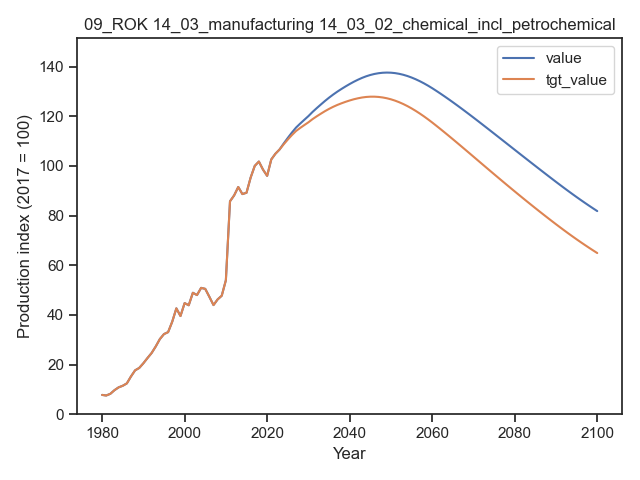 09_ROK 14_03_manufacturing 14_03_02_chemical_incl_petrochemical
value
tgt_value
Production index (2017 = 100)
140
120
100
80
60
40
20
0
1980 2000 2020 2040 2060 2080 2100
Year